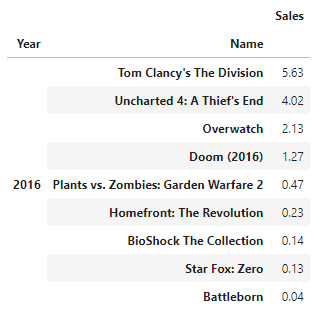 Sales
Year Name
Tom Clancy's The Division 5.63
Uncharted 4: A Thief's End 4.02
Overwatch 2.13
Doom (2016) 1.27
2016 Plants vs. Zombies: Garden Warfare 2 0.47
Homefront: The Revolution 0.23
BioShock The Collection 0.14
Star Fox: Zero 0.13
Battleborn 0.04